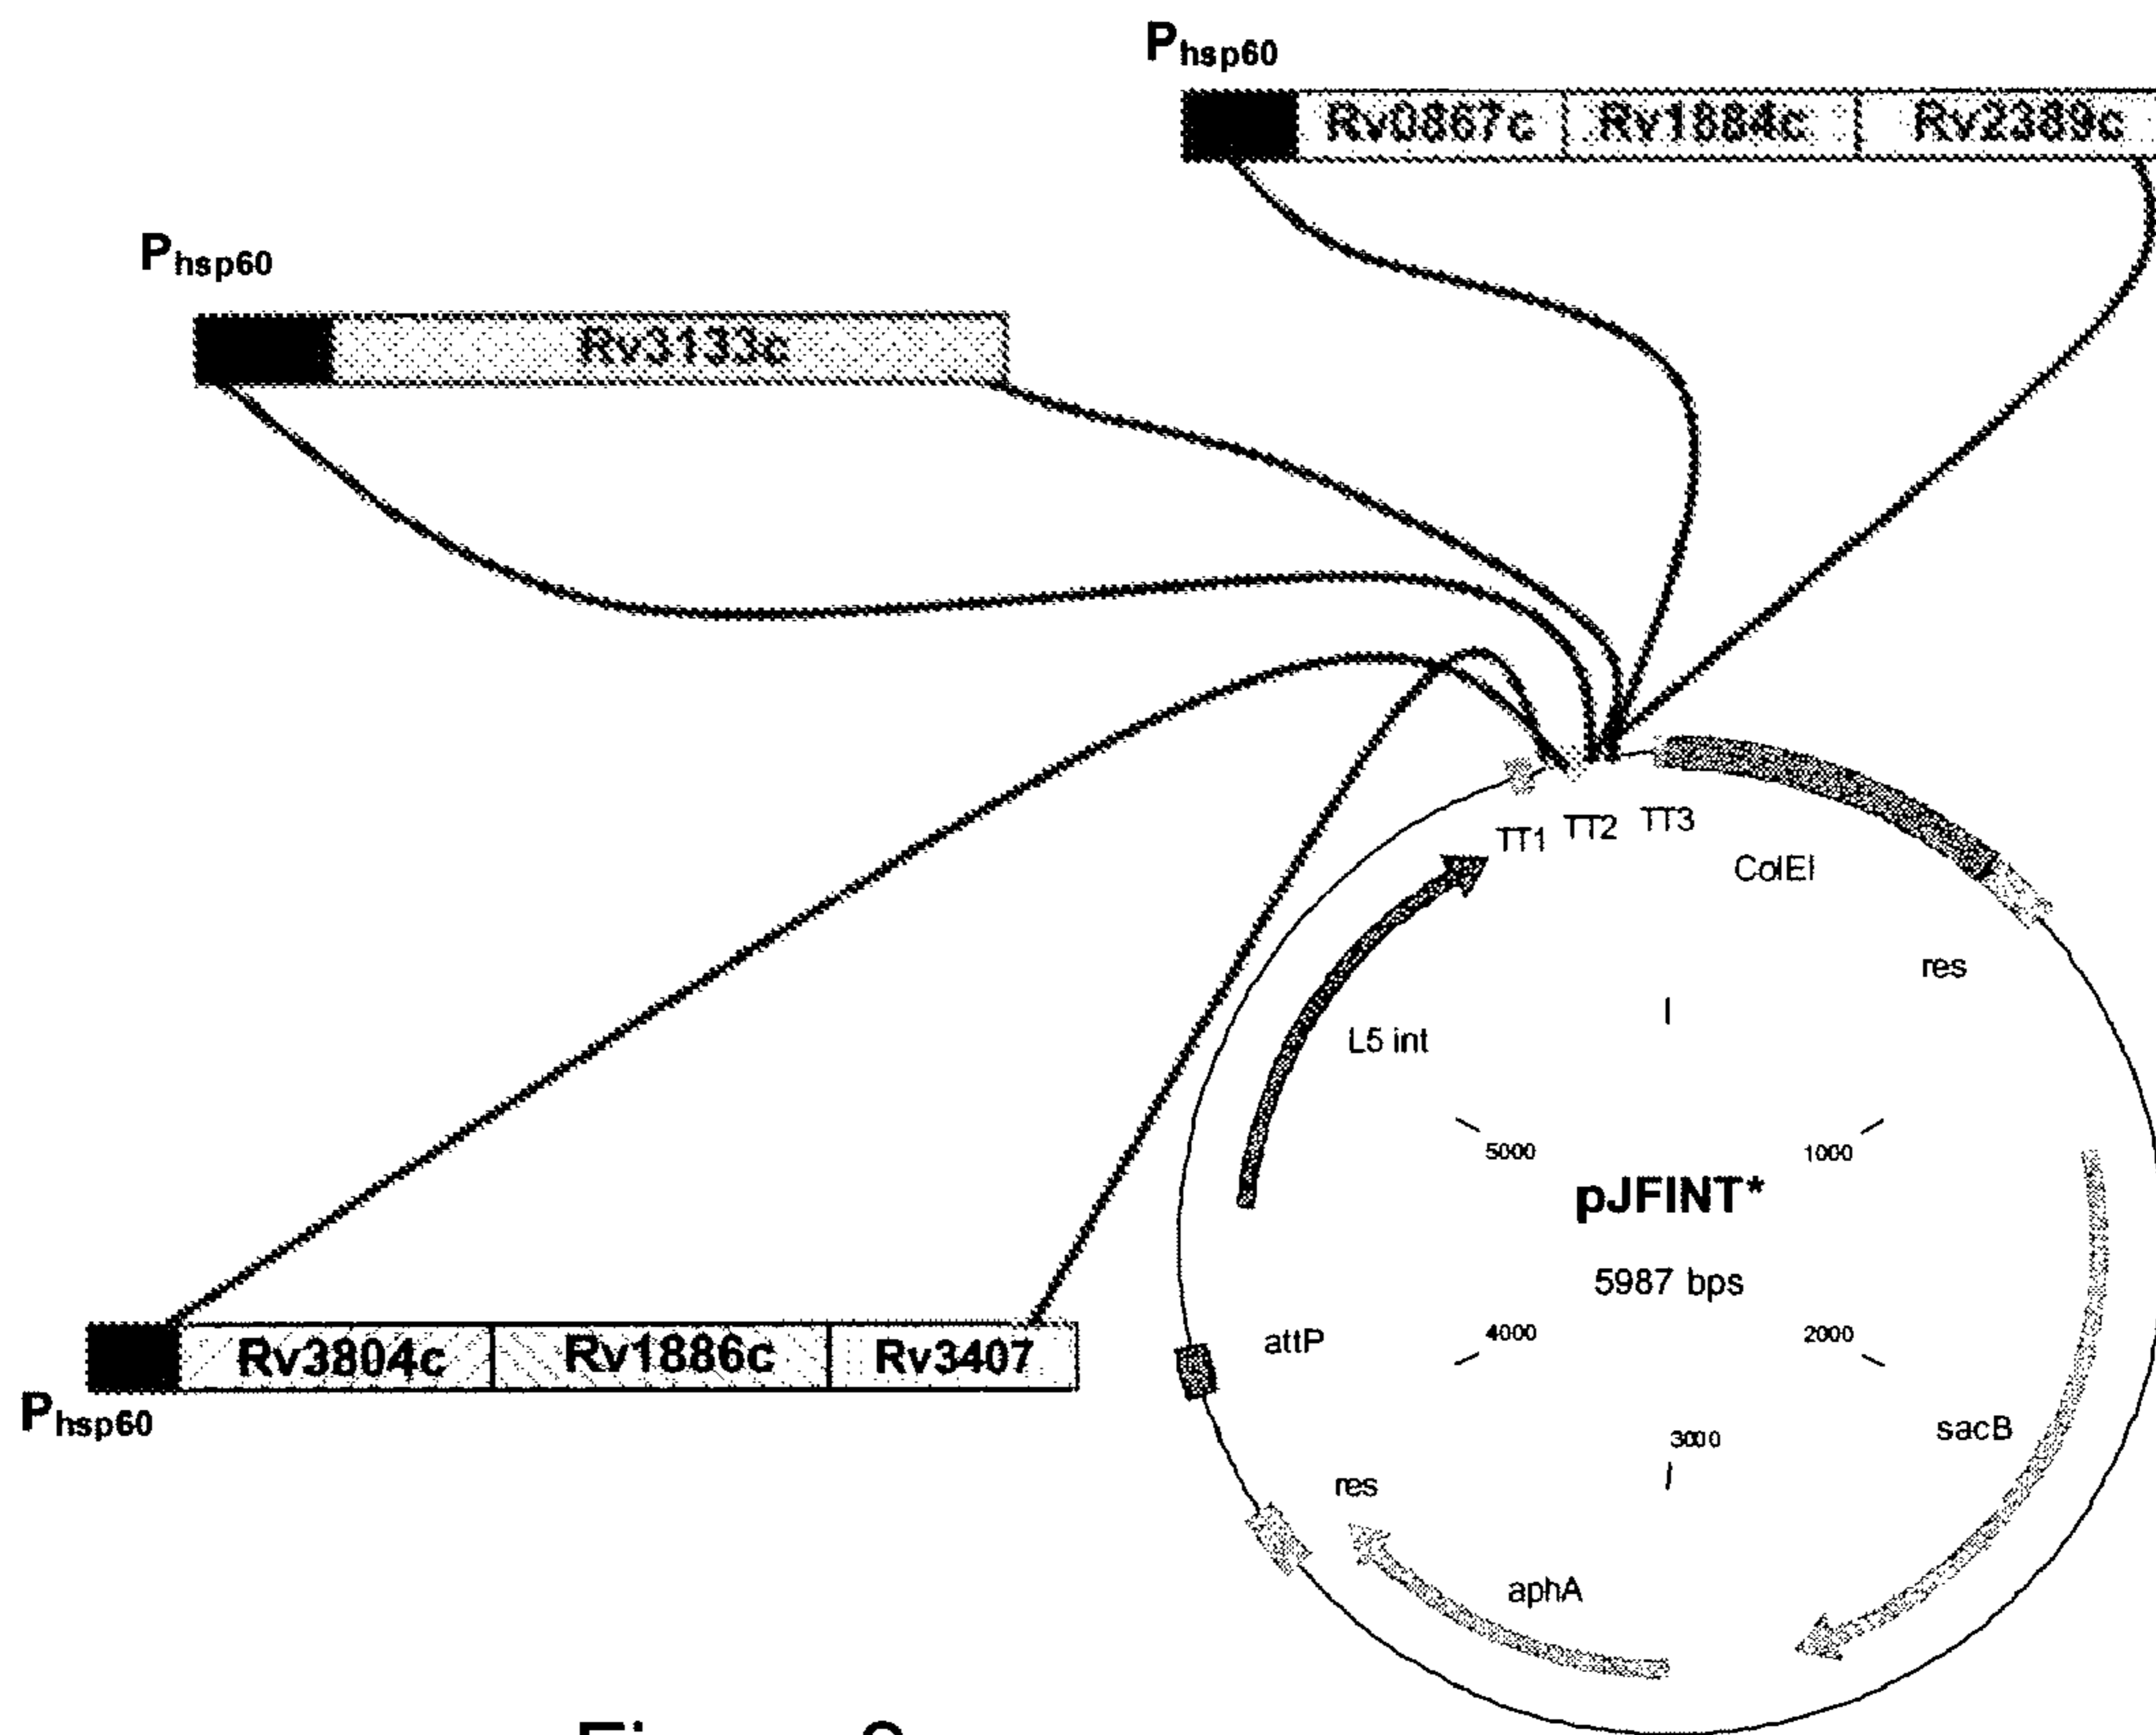 Phsp60
Rv0867c Rv1884c Rv2389c
Phsp60
Rv3133c
TT1 TT2 TT3
ColEI
res
L5 int
5000 1000
pJFINT*
5987 bps
attP
4000 2000
3000
sacB
res
aphA
Rv3804c Rv1886c Rv3407
Phsp60